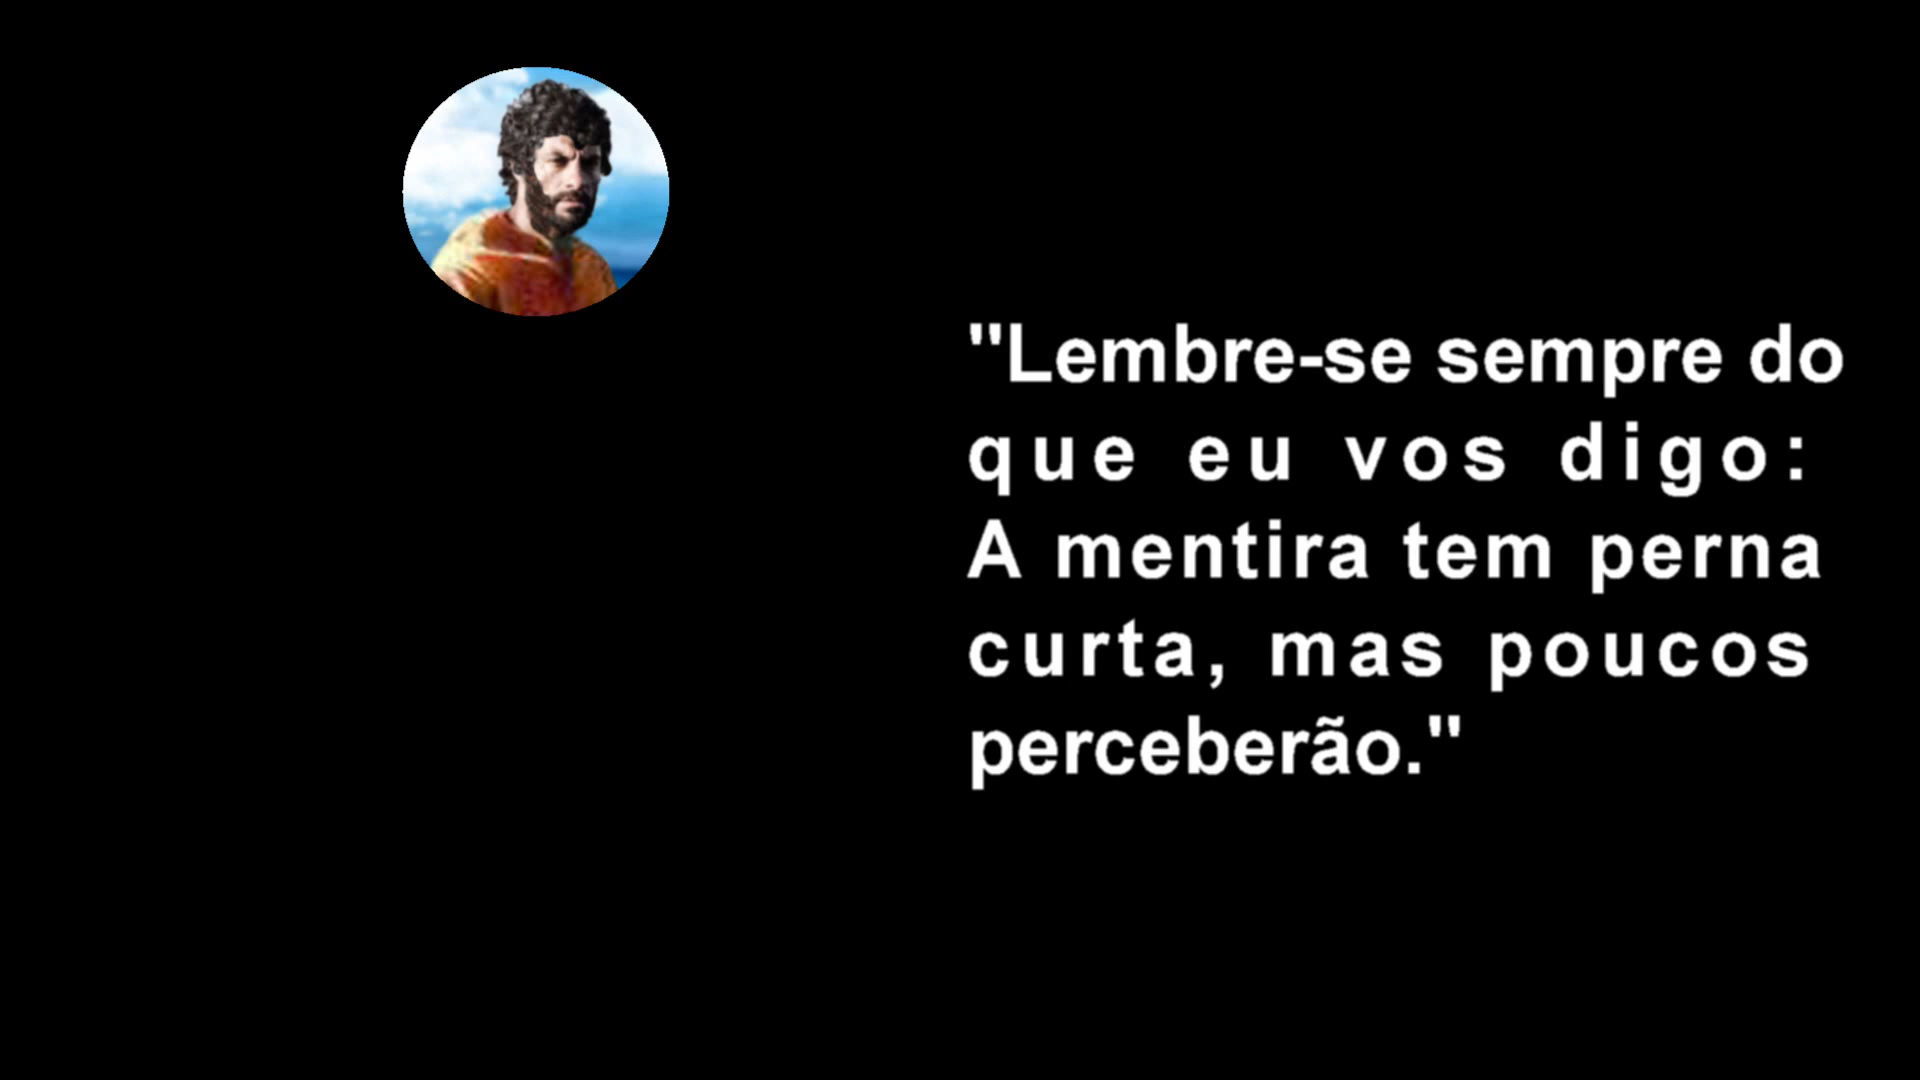 "Lembre-se sempre do
que eu vos digo:
A mentira tem perna
curta, mas poucos
perceberão."